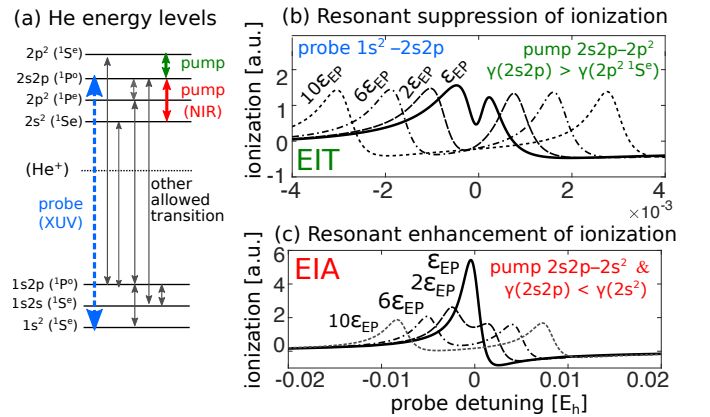 (a) He energy levels
2p² (¹Sᵉ)
2s2p (¹Pᵒ)
2p² (¹Pᵉ)
2s² (¹Se)
(He⁺)
1s2p (¹Pᵒ)
1s2s (¹Sᵉ)
1s² (¹Sᵉ)
pump
pump
(NIR)
probe
(XUV)
other
allowed
transition
(b) Resonant suppression of ionization
ionization [a.u.]
probe 1s² –2s2p
pump 2s2p–2p²
γ(2s2p) > γ(2p² ¹Sᵉ)
10ε_EP
6ε_EP
2ε_EP
ε_EP
EIT
2
1
0
-1
-4
-2
0
2
4
×10⁻³
(c) Resonant enhancement of ionization
ionization [a.u.]
EIA
pump 2s2p–2s² &
γ(2s2p) < γ(2s²)
ε_EP
2ε_EP
6ε_EP
10ε_EP
6
4
2
0
-0.02
-0.01
0
0.01
0.02
probe detuning [E_h]